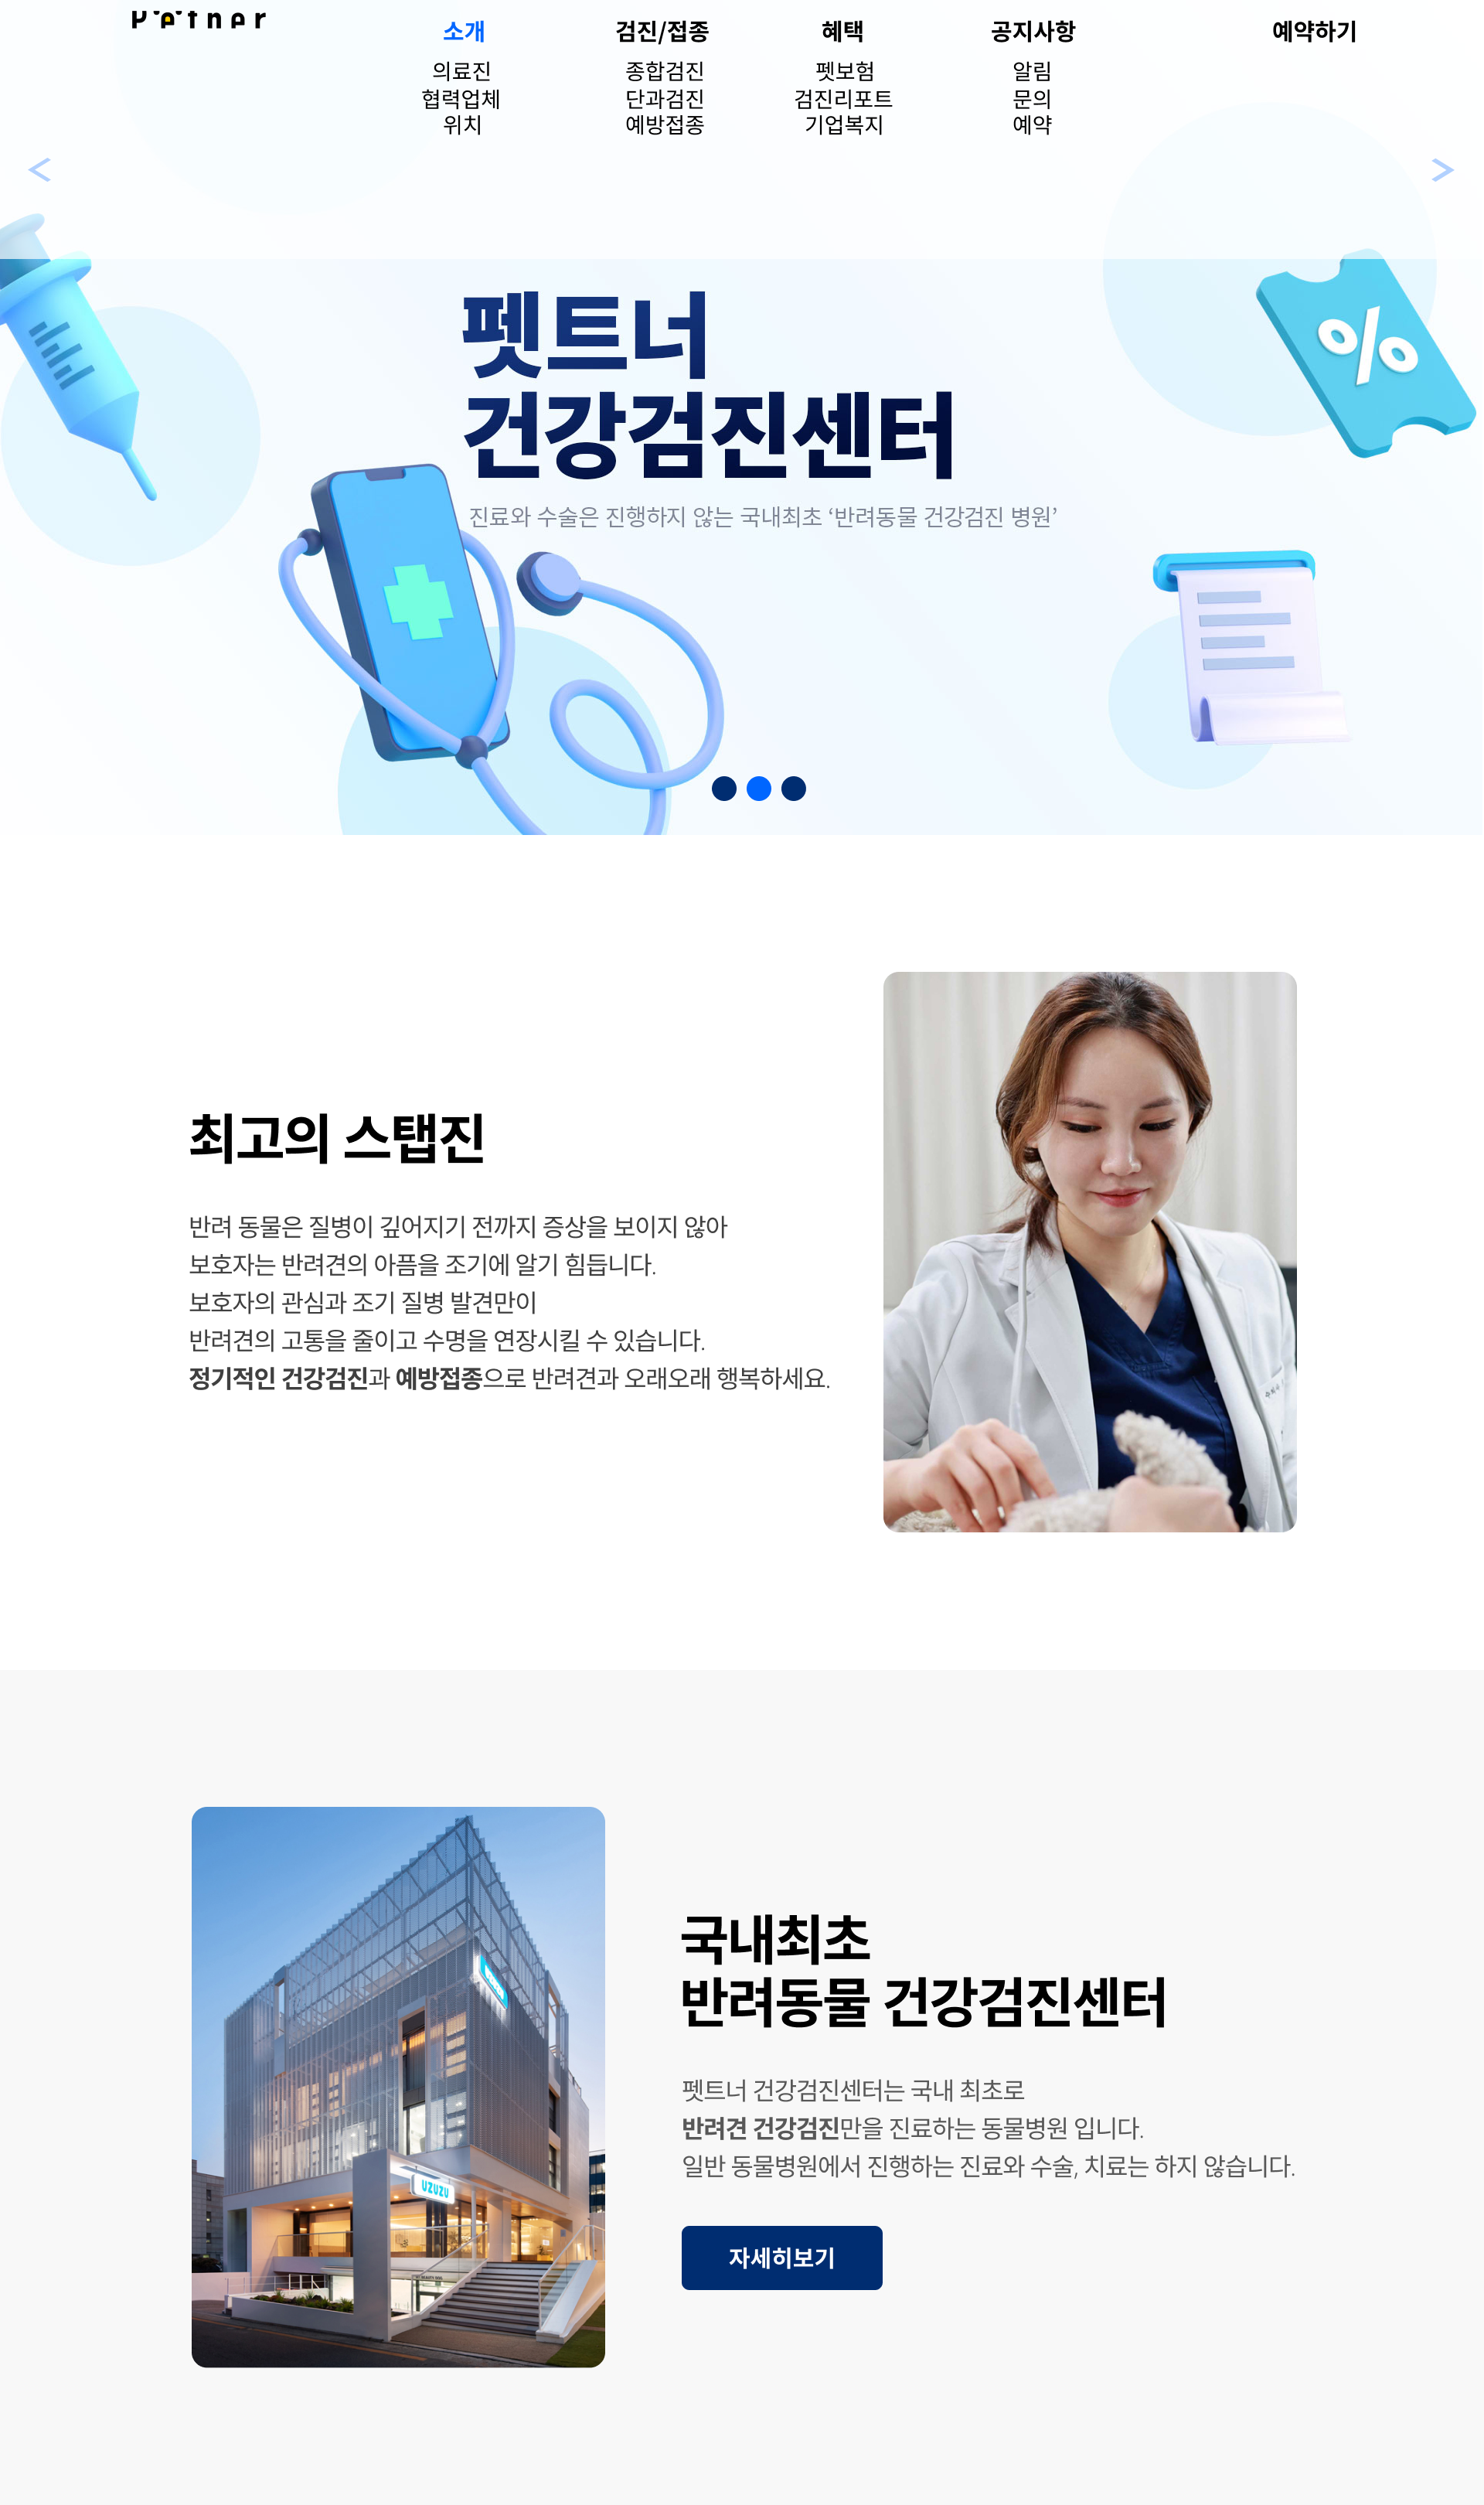 petner
소개
검진/접종
혜택
공지사항
예약하기
의료진
종합검진
펫보험
알림
협력업체
단과검진
검진리포트
문의
위치
예방접종
기업복지
예약
<
>
%
펫트너
건강검진센터
진료와 수술은 진행하지 않는 국내최초 ‘반려동물 건강검진 병원’
최고의 스탭진
반려 동물은 질병이 깊어지기 전까지 증상을 보이지 않아
보호자는 반려견의 아픔을 조기에 알기 힘듭니다.
보호자의 관심과 조기 질병 발견만이
반려견의 고통을 줄이고 수명을 연장시킬 수 있습니다.
정기적인 건강검진과 예방접종으로 반려견과 오래오래 행복하세요.
국내최초
반려동물 건강검진센터
펫트너 건강검진센터는 국내 최초로
반려견 건강검진만을 진료하는 동물병원 입니다.
일반 동물병원에서 진행하는 진료와 수술, 치료는 하지 않습니다.
UZUZU
자세히보기